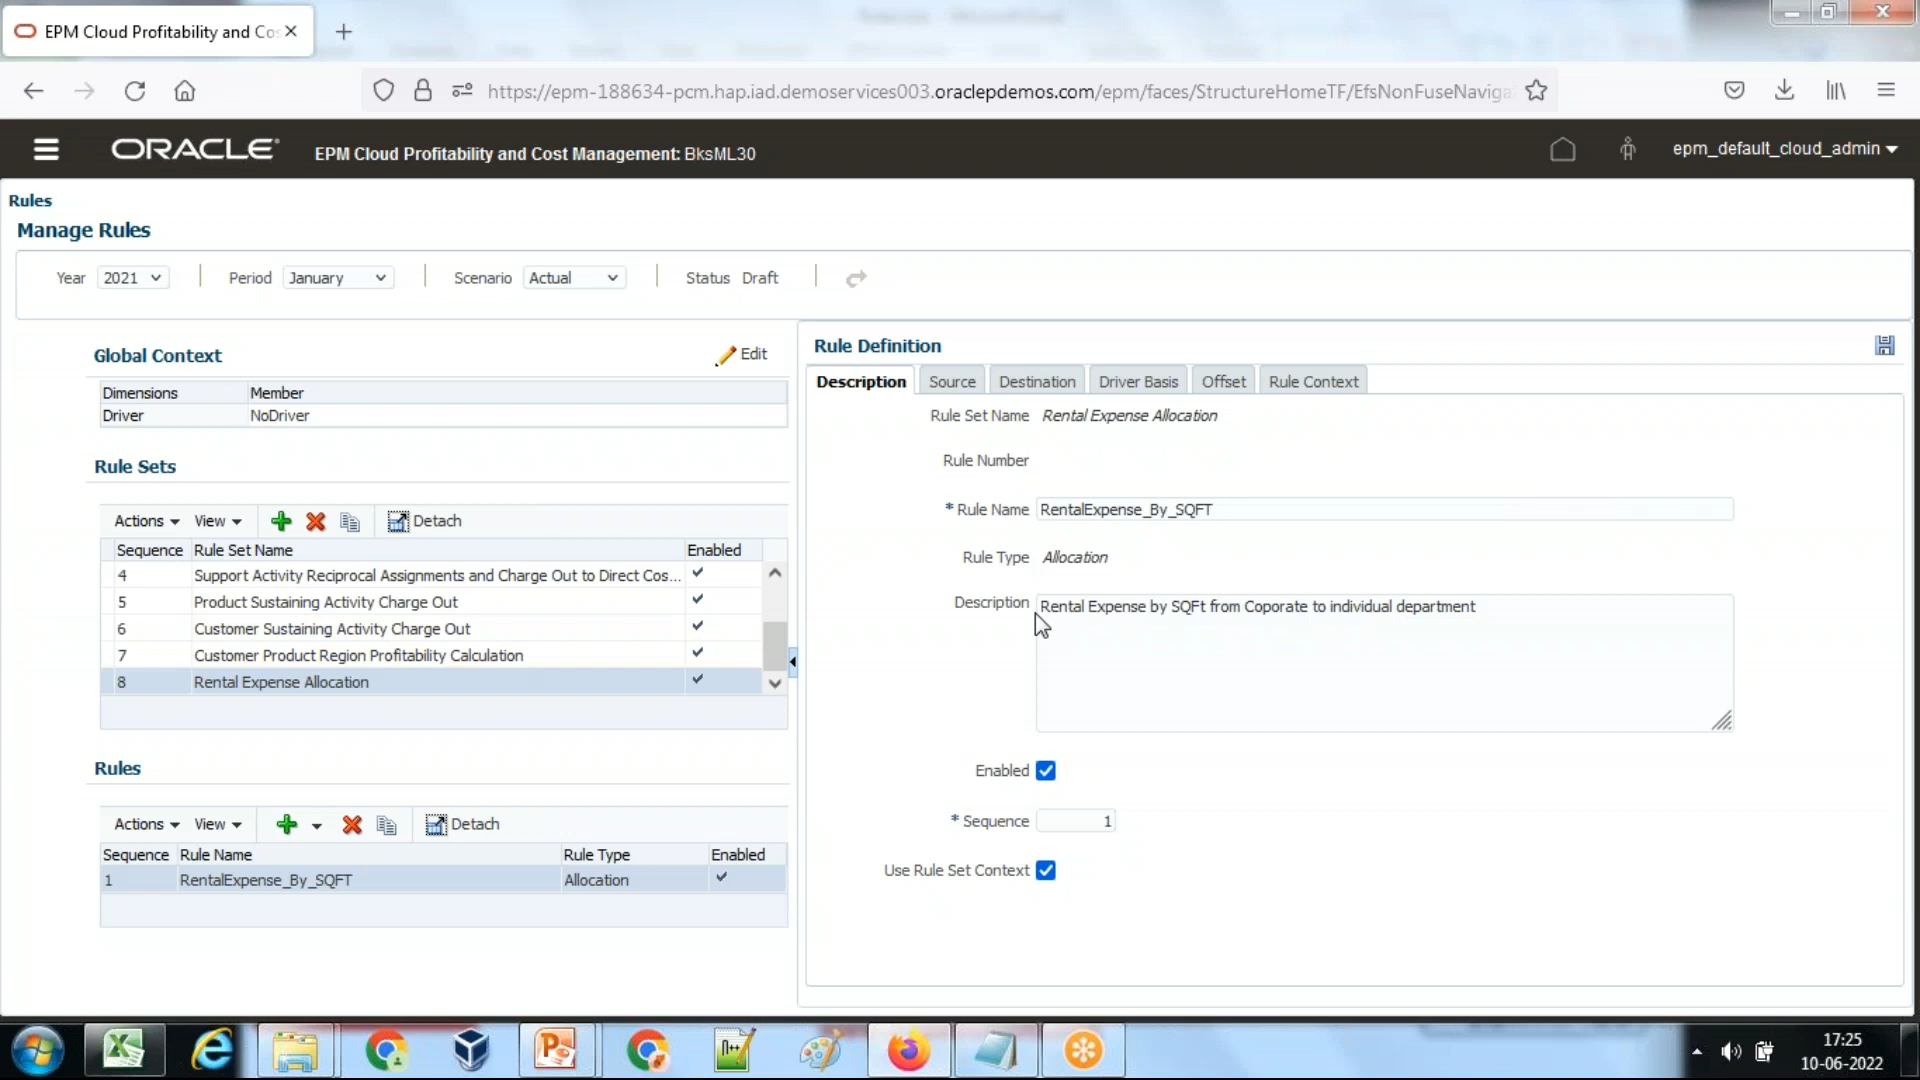 EPM Cloud Profitability and Cos
https://epm-188634-pcm.hap.iad.demoservices003.oraclepdemos.com/epm/faces/StructureHomeTF/EfsNonFuseNaviga
ORACLE EPM Cloud Profitability and Cost Management: BksML30 epm_default_cloud_admin
Rules
Manage Rules
Year 2021 Period January Scenario Actual Status Draft
Global Context Edit
Dimensions Member
Driver NoDriver
Rule Sets
Actions View Detach
Sequence Rule Set Name Enabled
4 Support Activity Reciprocal Assignments and Charge Out to Direct Cos...
5 Product Sustaining Activity Charge Out
6 Customer Sustaining Activity Charge Out
7 Customer Product Region Profitability Calculation
8 Rental Expense Allocation
Rules
Actions View Detach
Sequence Rule Name Rule Type Enabled
1 RentalExpense_By_SQFT Allocation
Rule Definition
Description Source Destination Driver Basis Offset Rule Context
Rule Set Name Rental Expense Allocation
Rule Number
* Rule Name RentalExpense_By_SQFT
Rule Type Allocation
Description Rental Expense by SQFt from Coporate to individual department
Enabled
* Sequence 1
Use Rule Set Context
17:25
10-06-2022